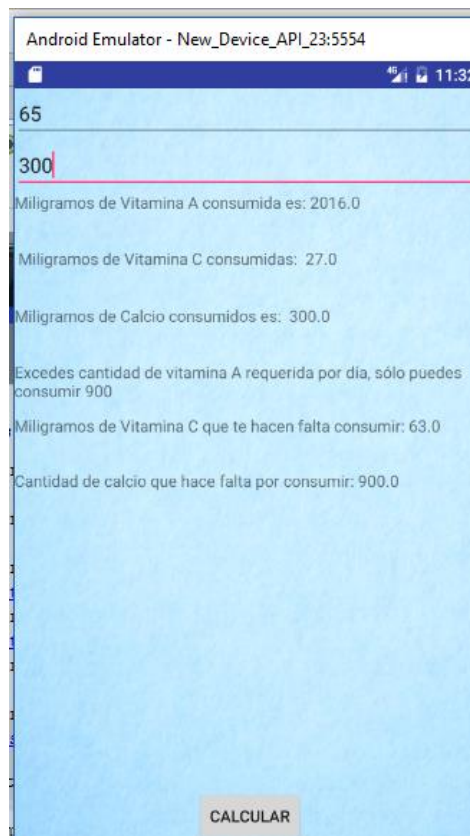 Android Emulator - New_Device_API_23:5554
11:32
65
300
Miligramos de Vitamina A consumida es: 2016.0
Miligramos de Vitamina C consumidas: 27.0
Miligramos de Calcio consumidos es: 300.0
Excedes cantidad de vitamina A requerida por día, sólo puedes
consumir 900
Miligramos de Vitamina C que te hacen falta consumir: 63.0
Cantidad de calcio que hace falta por consumir: 900.0
CALCULAR